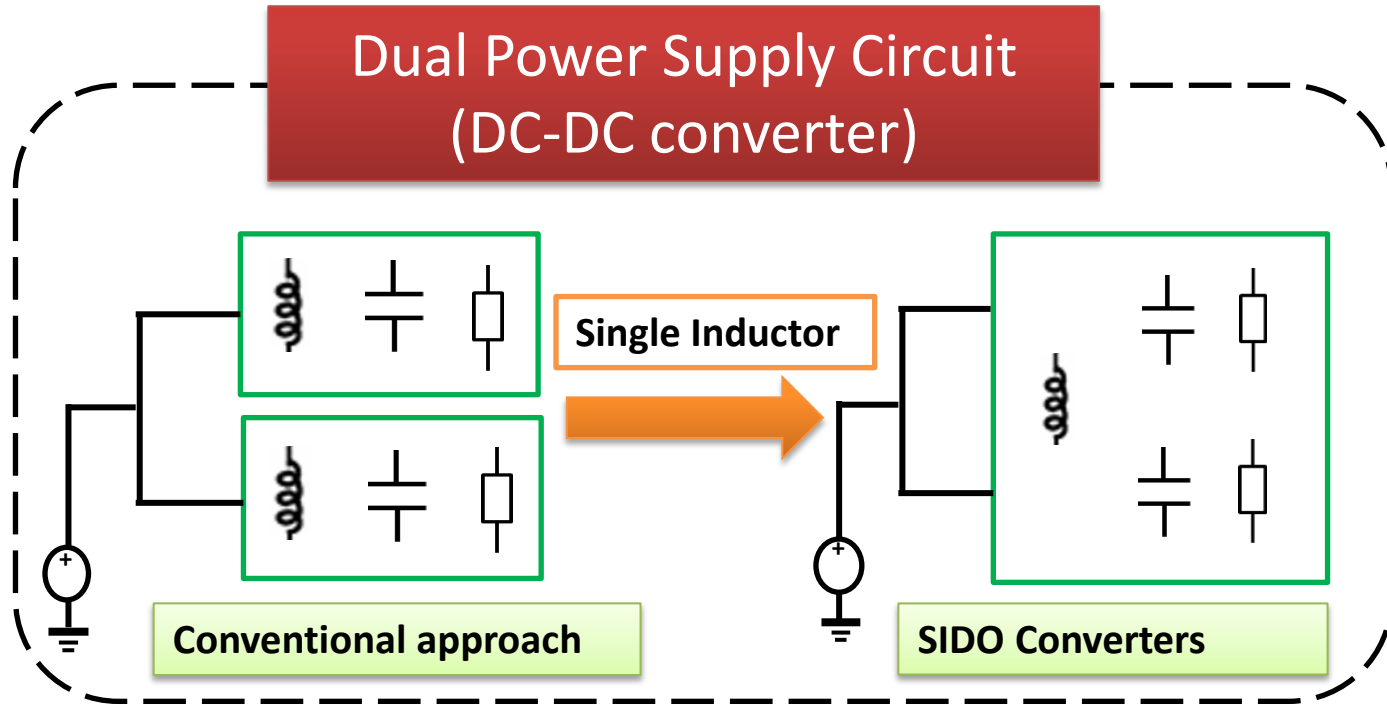 Dual Power Supply Circuit
(DC-DC converter)
Single Inductor
+
+
Conventional approach
SIDO Converters